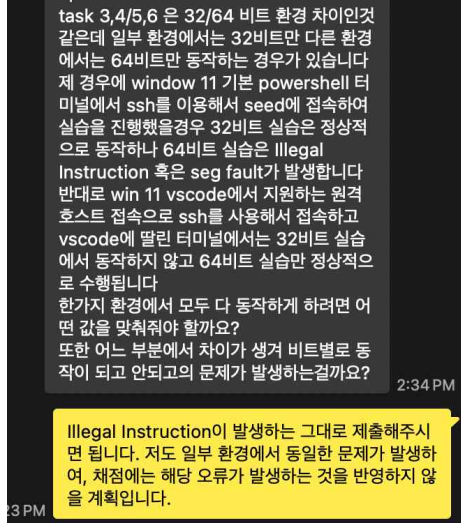 task 3,4/5,6 은 32/64 비트 환경 차이인것
같은데 일부 환경에서는 32비트만 다른 환경
에서는 64비트만 동작하는 경우가 있습니다
제 경우에 window 11 기본 powershell 터
미널에서 ssh를 이용해서 seed에 접속하여
실습을 진행했을경우 32비트 실습은 정상적
으로 동작하나 64비트 실습은 Illegal
Instruction 혹은 seg fault가 발생합니다
반대로 win 11 vscode에서 지원하는 원격
호스트 접속으로 ssh를 사용해서 접속하고
vscode에 딸린 터미널에서는 32비트 실습
에서 동작하지 않고 64비트 실습만 정상적으
로 수행됩니다
한가지 환경에서 모두 다 동작하게 하려면 어
떤 값을 맞춰줘야 할까요?
또한 어느 부분에서 차이가 생겨 비트별로 동
작이 되고 안되고의 문제가 발생하는걸까요?
2:34 PM
Illegal Instruction이 발생하는 그대로 제출해주시
면 됩니다. 저도 일부 환경에서 동일한 문제가 발생하
여, 채점에는 해당 오류가 발생하는 것을 반영하지 않
을 계획입니다.
3 PM